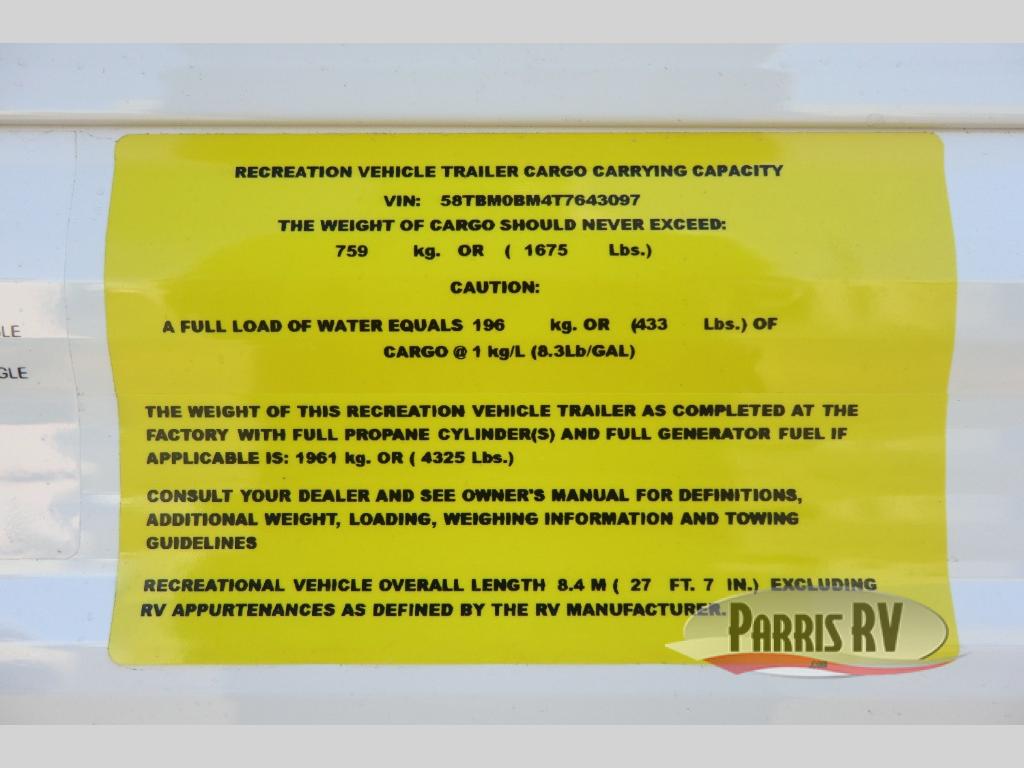 RECREATION VEHICLE TRAILER CARGO CARRYING CAPACITY
VIN: 58TBM0BM4T7643097
THE WEIGHT OF CARGO SHOULD NEVER EXCEED:
759 kg. OR ( 1675 Lbs.)
CAUTION:
A FULL LOAD OF WATER EQUALS 196 kg. OR (433 Lbs.) OF
CARGO @ 1 kg/L (8.3Lb/GAL)
LE
GLE
THE WEIGHT OF THIS RECREATION VEHICLE TRAILER AS COMPLETED AT THE
FACTORY WITH FULL PROPANE CYLINDER(S) AND FULL GENERATOR FUEL IF
APPLICABLE IS: 1961 kg. OR ( 4325 Lbs.)
CONSULT YOUR DEALER AND SEE OWNER'S MANUAL FOR DEFINITIONS,
ADDITIONAL WEIGHT, LOADING, WEIGHING INFORMATION AND TOWING
GUIDELINES
RECREATIONAL VEHICLE OVERALL LENGTH 8.4 M ( 27 FT. 7 IN.) EXCLUDING
RV APPURTENANCES AS DEFINED BY THE RV MANUFACTURER.
PARRIS RV
.com